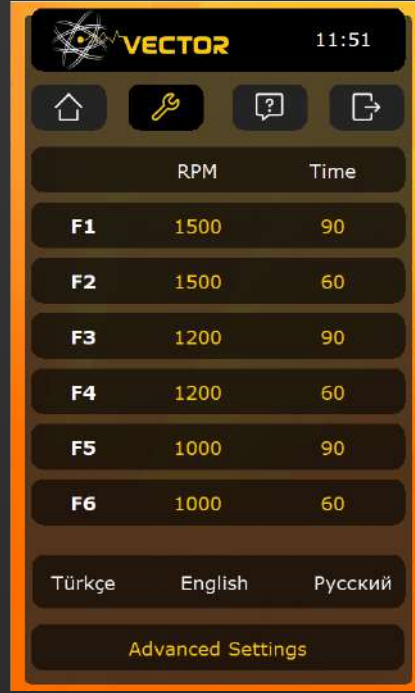 VECTOR 11:51
RPM Time
F1 1500 90
F2 1500 60
F3 1200 90
F4 1200 60
F5 1000 90
F6 1000 60
Türkçe English Русский
Advanced Settings